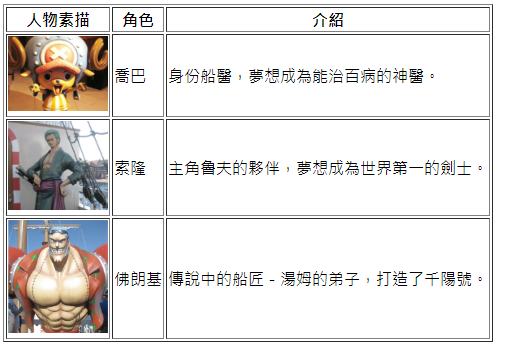 人物素描 角色 介紹
喬巴 身份船醫，夢想成為能治百病的神醫。
索隆 主角魯夫的夥伴，夢想成為世界第一的劍士。
佛朗基 傳說中的船匠－湯姆的弟子，打造了千陽號。